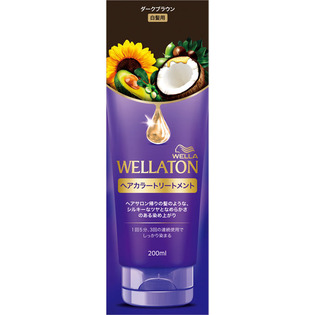 ダークブラウン
白髪用
WELLA
WELLATON
ヘアカラートリートメント
ヘアサロン帰りの髪のような、
シルキーなツヤとなめらかさ
のある染め上がり
1回5分、3回の連続使用で
しっかり染まる
200ml